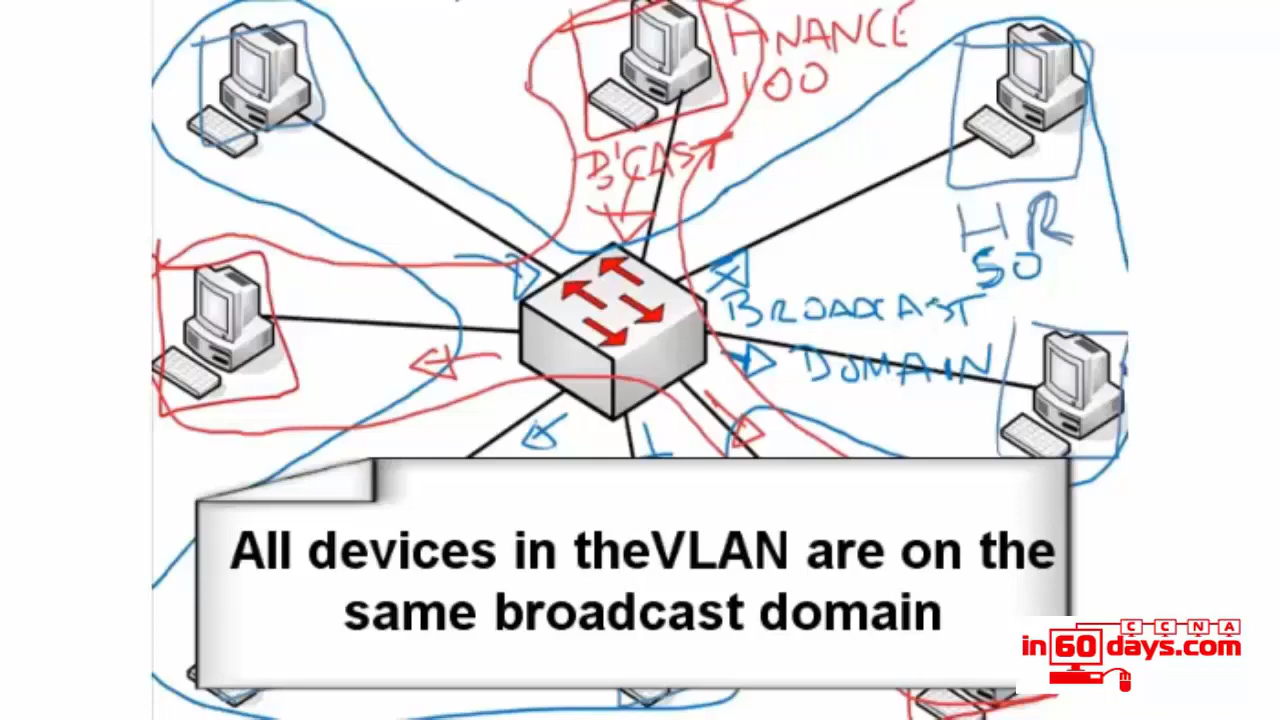 FINANCE
100
B'CAST
HR
50
BROADCAST
DOMAIN
All devices in theVLAN are on the
same broadcast domain
CCNA
in60days.com